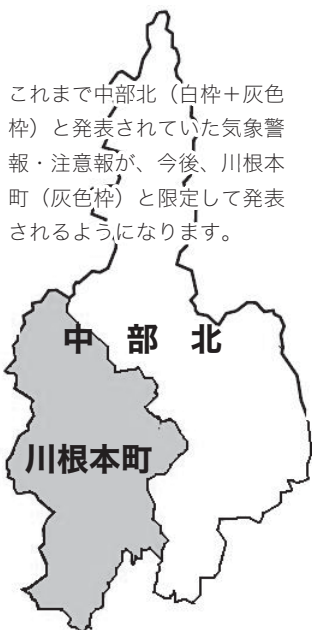 これまで中部北（白枠＋灰色
枠）と発表されていた気象警
報・注意報が、今後、川根本
町（灰色枠）と限定して発表
されるようになります。
中部北
川根本町